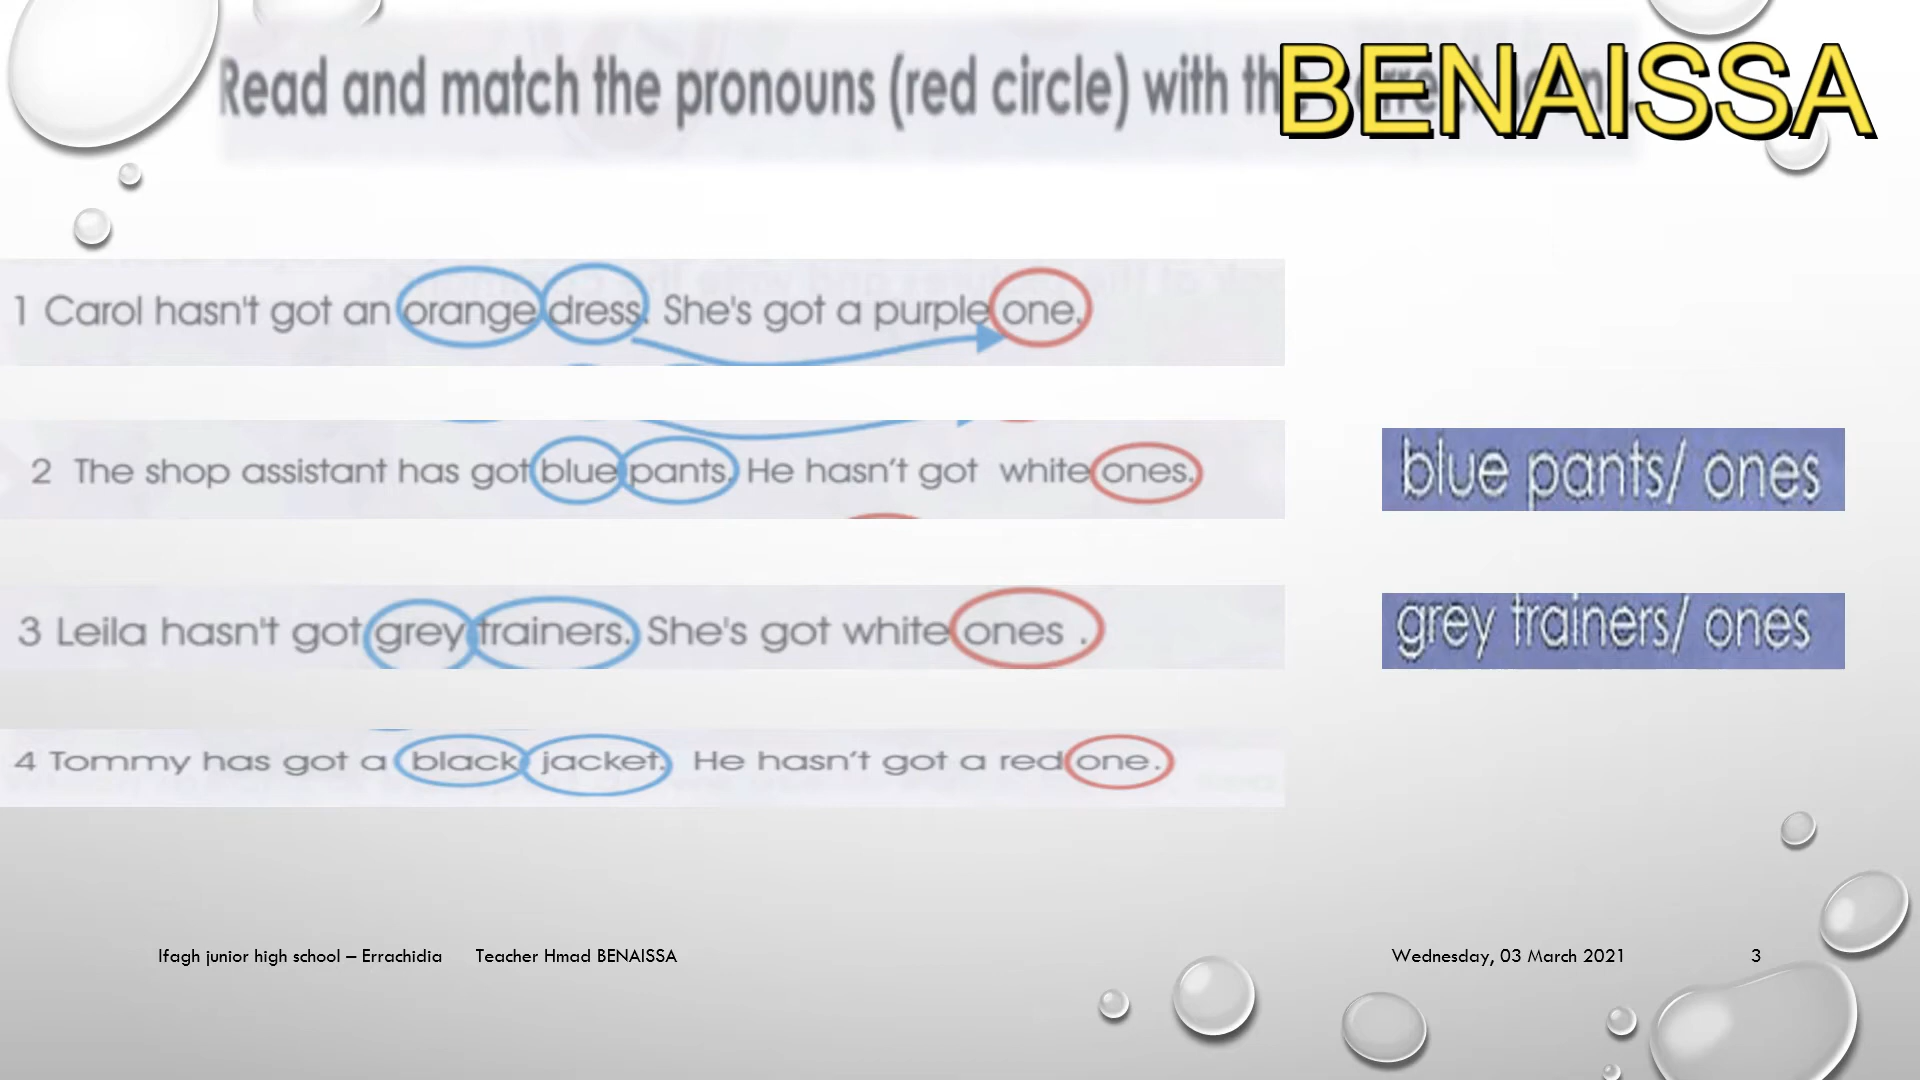 Read and match the pronouns (red circle) with the
BENAISSA
1 Carol hasn't got an orange dress. She's got a purple one.
2 The shop assistant has got blue pants. He hasn't got white ones.
blue pants/ ones
3 Leila hasn't got grey trainers. She's got white ones .
grey trainers/ ones
4 Tommy has got a black jacket. He hasn't got a red one.
Ifagh junior high school – Errachidia Teacher Hmad BENAISSA
Wednesday, 03 March 2021
3